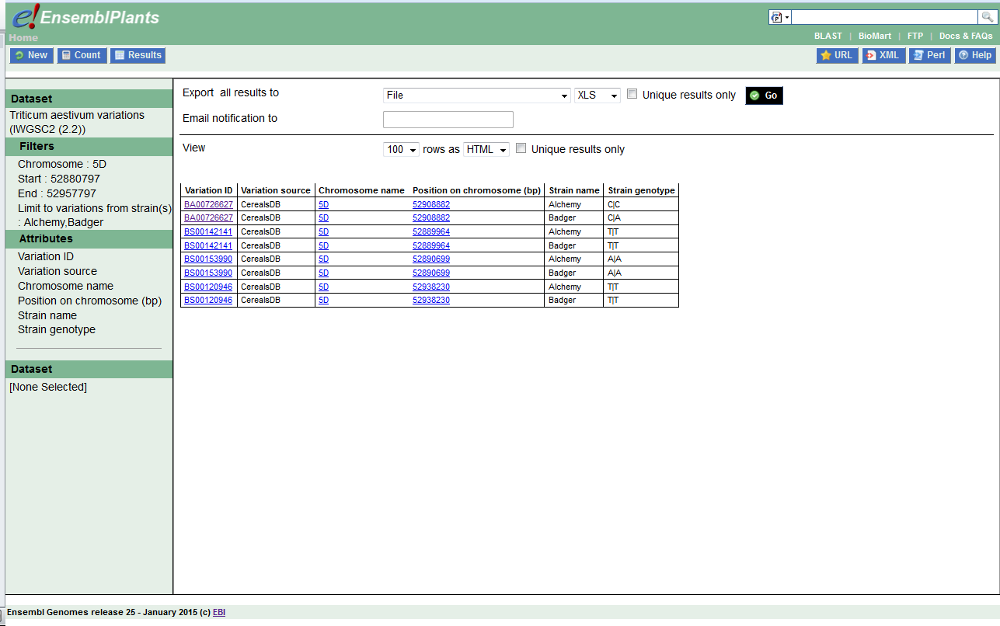 e! EnsemblPlants
Home
BLAST | BioMart | FTP | Docs & FAQs
New Count Results URL XML Perl Help
Dataset
Triticum aestivum variations
(IWGSC2 (2.2))
Filters
Chromosome : 5D
Start : 52880797
End : 52957797
Limit to variations from strain(s)
: Alchemy,Badger
Attributes
Variation ID
Variation source
Chromosome name
Position on chromosome (bp)
Strain name
Strain genotype
Dataset
[None Selected]
Export all results to File XLS Unique results only Go
Email notification to
View 100 rows as HTML Unique results only
Variation ID Variation source Chromosome name Position on chromosome (bp) Strain name Strain genotype
BA00726627 CerealsDB 5D 52908882 Alchemy C|C
BA00726627 CerealsDB 5D 52908882 Badger C|A
BS00142141 CerealsDB 5D 52889964 Alchemy T|T
BS00142141 CerealsDB 5D 52889964 Badger T|T
BS00153990 CerealsDB 5D 52890699 Alchemy A|A
BS00153990 CerealsDB 5D 52890699 Badger A|A
BS00120946 CerealsDB 5D 52938230 Alchemy T|T
BS00120946 CerealsDB 5D 52938230 Badger T|T
Ensembl Genomes release 25 - January 2015 (c) EBI